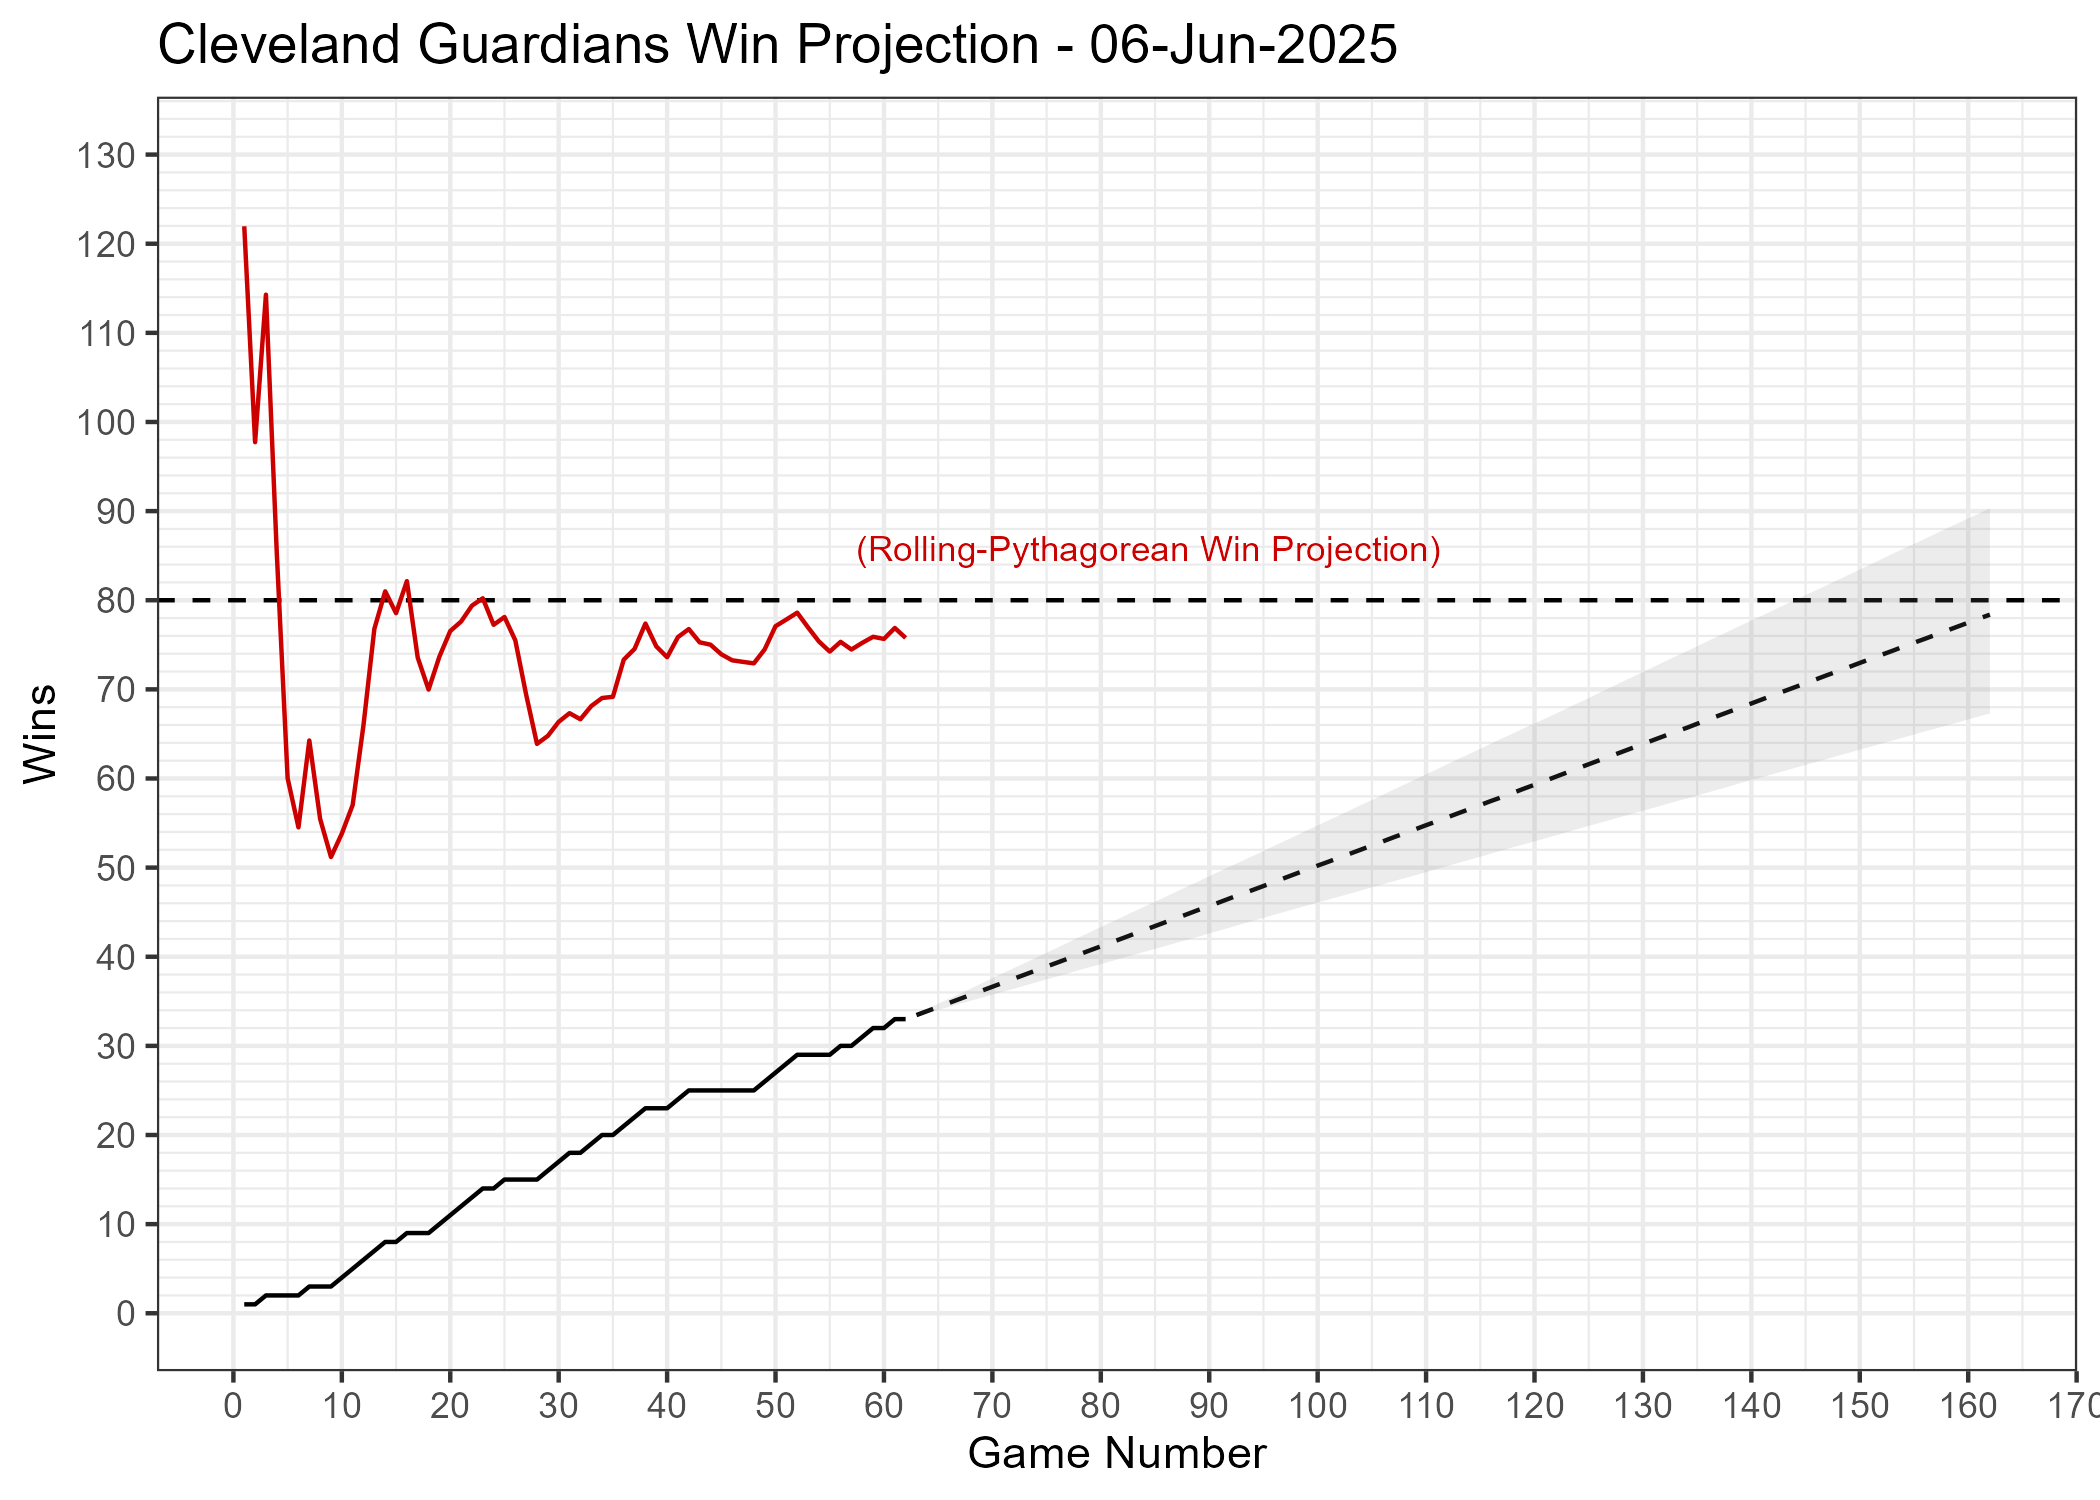 Cleveland Guardians Win Projection - 06-Jun-2025
130
120
110
100
90
80
70
60
50
40
30
20
10
0
Wins
(Rolling-Pythagorean Win Projection)
0 10 20 30 40 50 60 70 80 90 100 110 120 130 140 150 160 170
Game Number